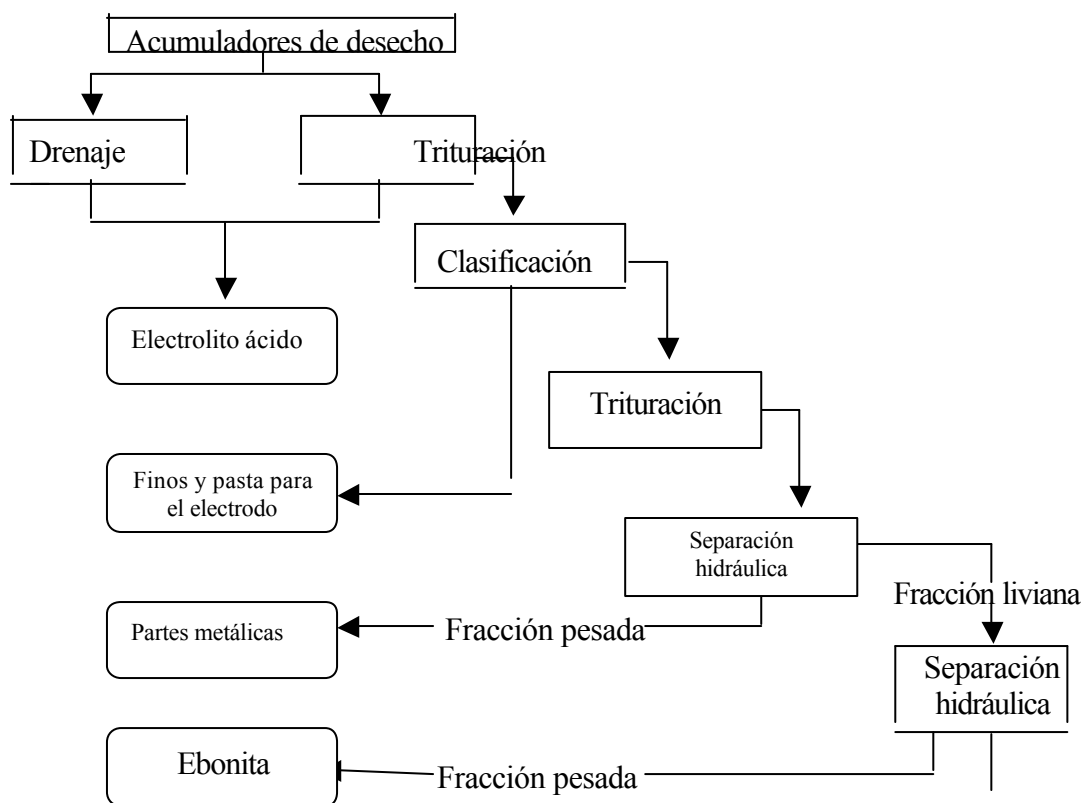 Acumuladores de desecho
Drenaje
Trituración
Clasificación
Electrolito ácido
Trituración
Finos y pasta para
el electrodo
Separación
hidráulica
Fracción liviana
Partes metálicas
Fracción pesada
Separación
hidráulica
Ebonita
Fracción pesada